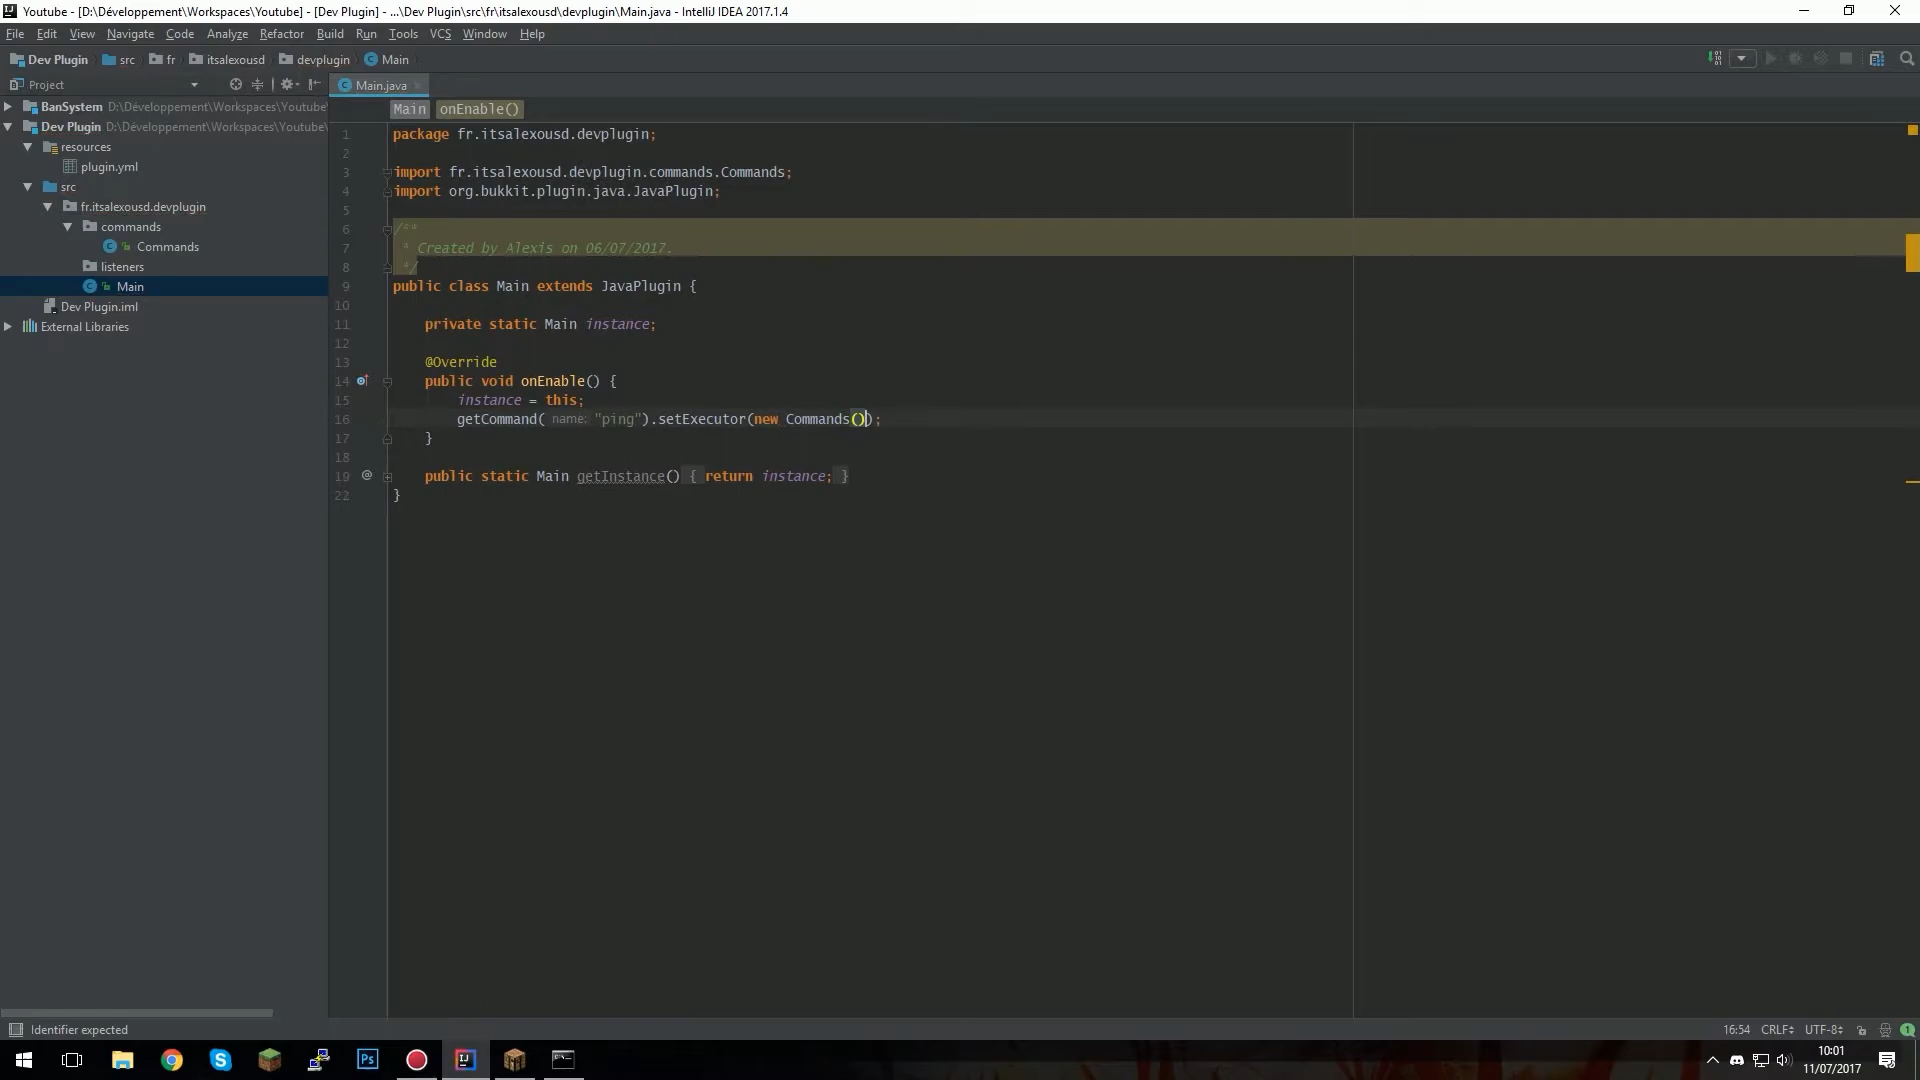 Youtube - [D:\Développement\Workspaces\Youtube] - [Dev Plugin] - ...\Dev Plugin\src\fr\itsalexousd\devplugin\Main.java - IntelliJ IDEA 2017.1.4
File Edit View Navigate Code Analyze Refactor Build Run Tools VCS Window Help
Dev Plugin src fr itsalexousd devplugin Main
Project
Main.java
BanSystem D:\Développement\Workspaces\Youtube
Dev Plugin D:\Développement\Workspaces\Youtube
resources
plugin.yml
src
fr.itsalexousd.devplugin
commands
Commands
listeners
Main
Dev Plugin.iml
External Libraries
Main onEnable()
1 package fr.itsalexousd.devplugin;
2
3 import fr.itsalexousd.devplugin.commands.Commands;
4 import org.bukkit.plugin.java.JavaPlugin;
5
6 /**
7 * Created by Alexis on 06/07/2017.
8 */
9 public class Main extends JavaPlugin {
10
11 private static Main instance;
12
13 @Override
14 public void onEnable() {
15 instance = this;
16 getCommand( name: "ping").setExecutor(new Commands());
17 }
18
19 @ public static Main getInstance() { return instance; }
22 }
Identifier expected
16:54 CRLF UTF-8 1
Ps
10:01
11/07/2017